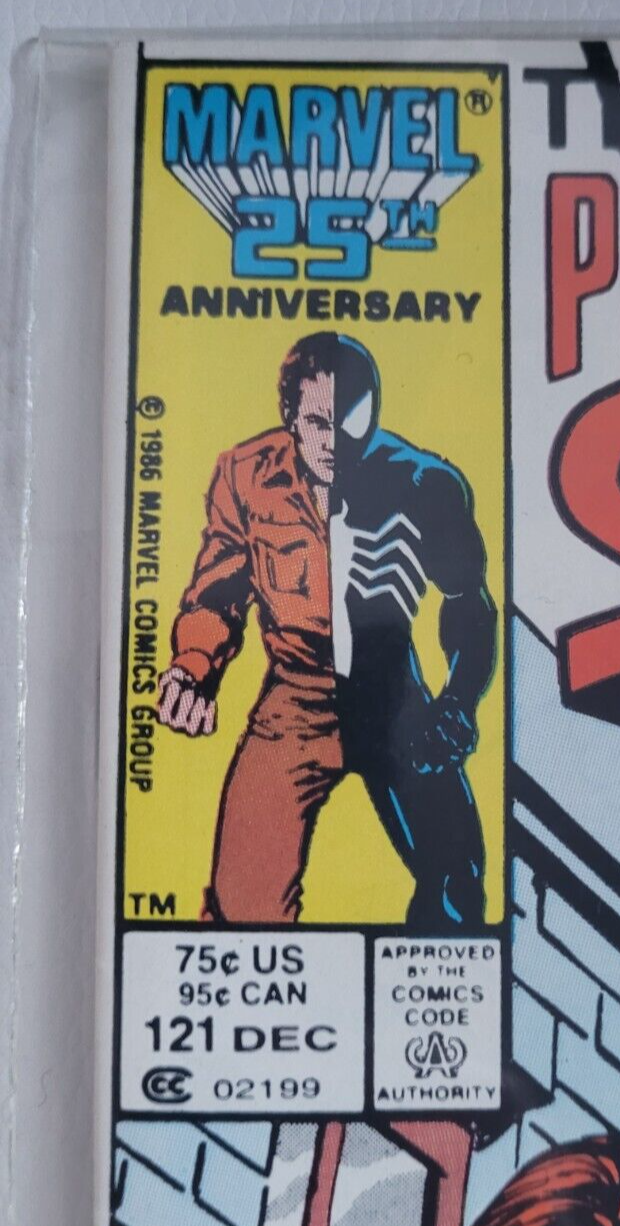 MARVEL®
25TH
ANNIVERSARY
© 1986 MARVEL COMICS GROUP
TM
75¢ US
95¢ CAN
121 DEC
CC 02199
APPROVED
BY THE
COMICS
CODE
CA
AUTHORITY
P